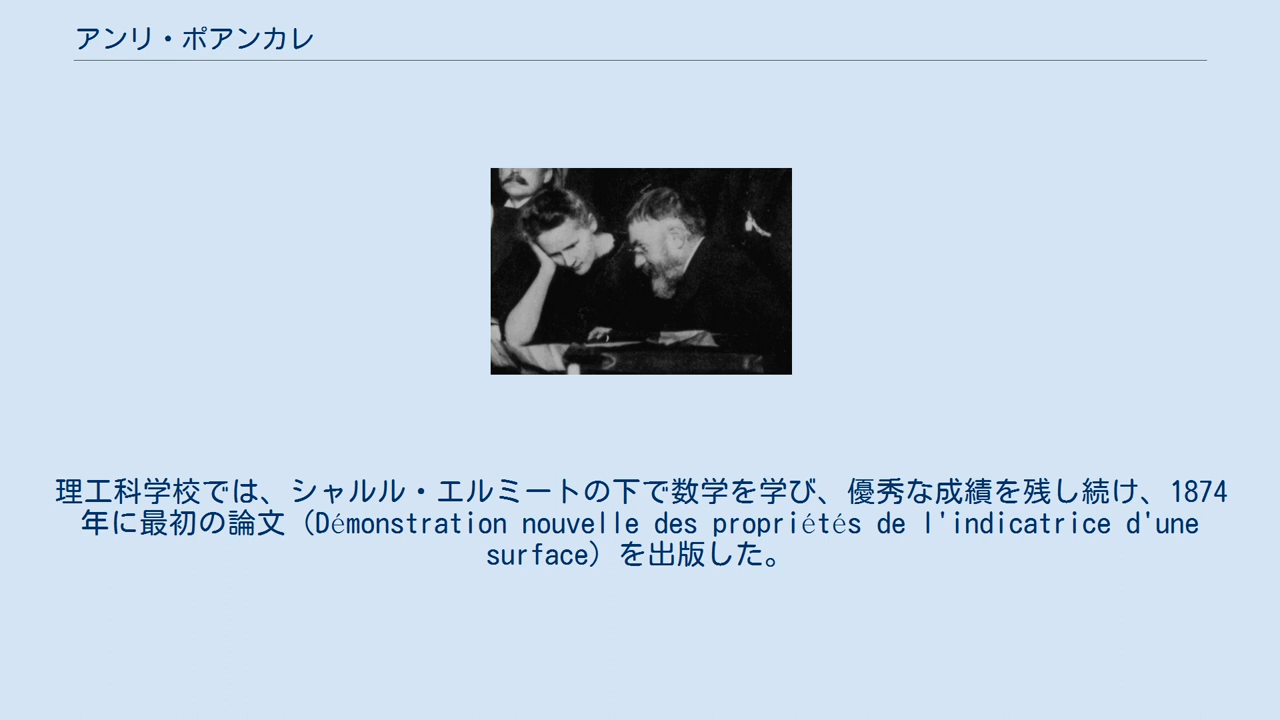 アンリ・ポアンカレ
理工科学校では、シャルル・エルミートの下で数学を学び、優秀な成績を残し続け、1874
年に最初の論文（Démonstration nouvelle des propriétés de l'indicatrice d'une
surface）を出版した。